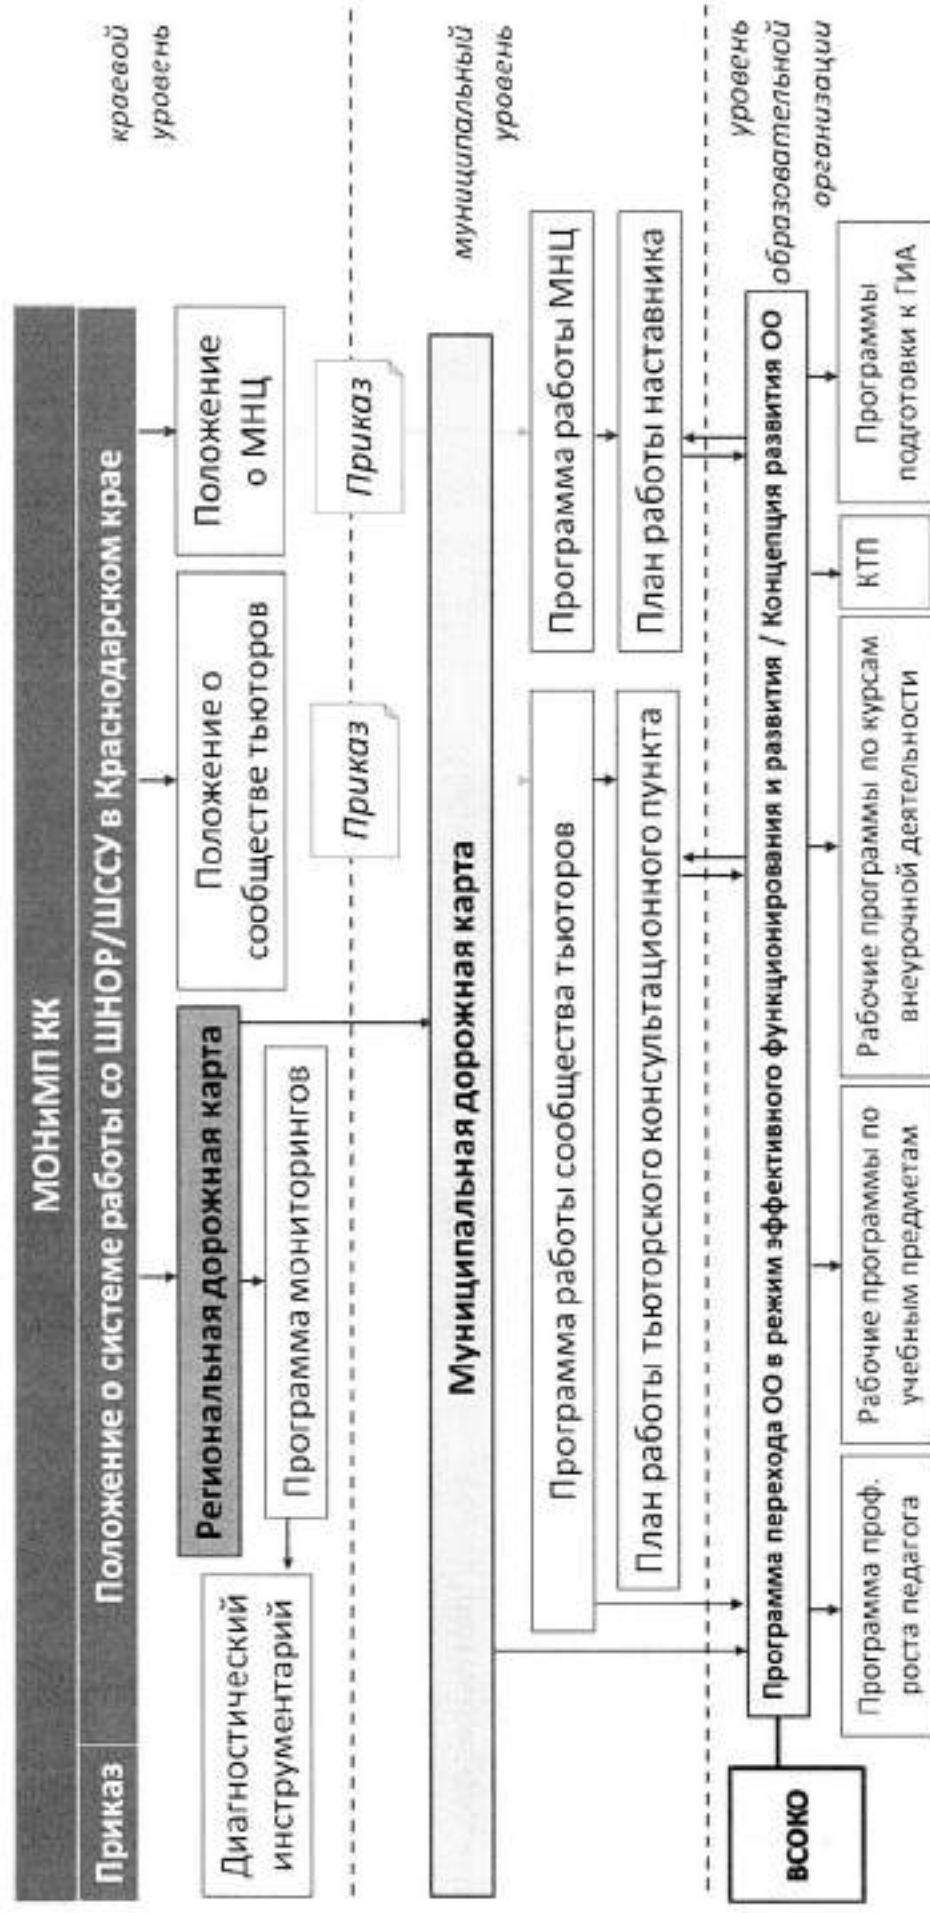 МОНиМП КК
Приказ
Положение о системе работы со ШНОР/ШССУ в Краснодарском крае
краевой
уровень
Диагностический
инструментарий
Региональная дорожная карта
Программа мониторингов
Положение о
сообществе тьюторов
Положение
о МНЦ
Приказ
Приказ
муниципальный
уровень
Муниципальная дорожная карта
Программа работы сообщества тьюторов
План работы тьюторского консультационного пункта
Программа работы МНЦ
План работы наставника
уровень
образовательной
организации
ВСОКО
Программа перехода ОО в режим эффективного функционирования и развития / Концепция развития ОО
Программа проф.
роста педагога
Рабочие программы по
учебным предметам
Рабочие программы по курсам
внеурочной деятельности
КТП
Программы
подготовки к ГИА